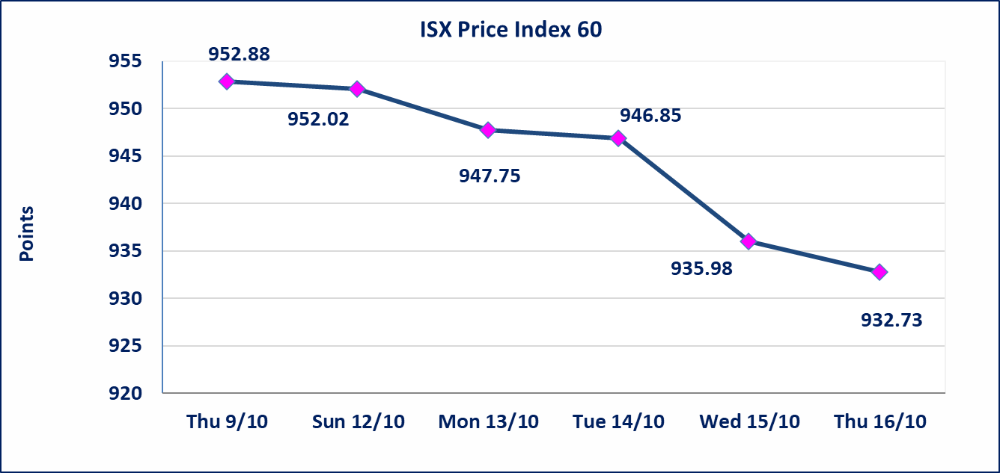 ISX Price Index 60
Points
955
950
945
940
935
930
925
920
952.88
952.02
947.75
946.85
935.98
932.73
Thu 9/10
Sun 12/10
Mon 13/10
Tue 14/10
Wed 15/10
Thu 16/10